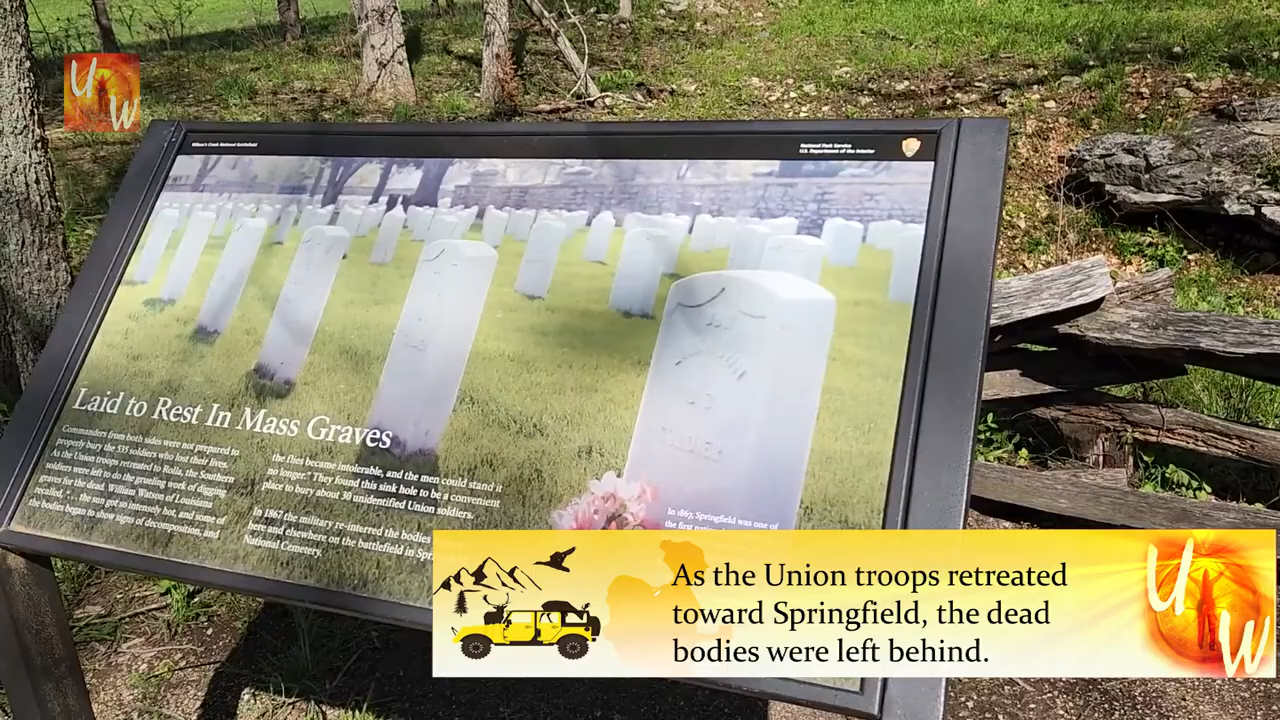 U
W
Wilson's Creek National Battlefield
National Park Service
U.S. Department of the Interior
Laid to Rest In Mass Graves
Commanders from both sides were not prepared to
properly bury the 535 soldiers who lost their lives.
As the Union troops retreated to Rolla, the Southern
soldiers were left to do the grueling work of digging
graves for the dead. William Watson of Louisiana
recalled, ". . . the sun got so intensely hot, and some of
the bodies began to show signs of decomposition, and
the flies became intolerable, and the men could stand it
no longer." They found this sink hole to be a convenient
place to bury about 30 unidentified Union soldiers.
In 1867 the military re-interred the bodies
here and elsewhere on the battlefield in
National Cemetery.
In 1867, Springfield was one of
the first
As the Union troops retreated
toward Springfield, the dead
bodies were left behind.
U
W